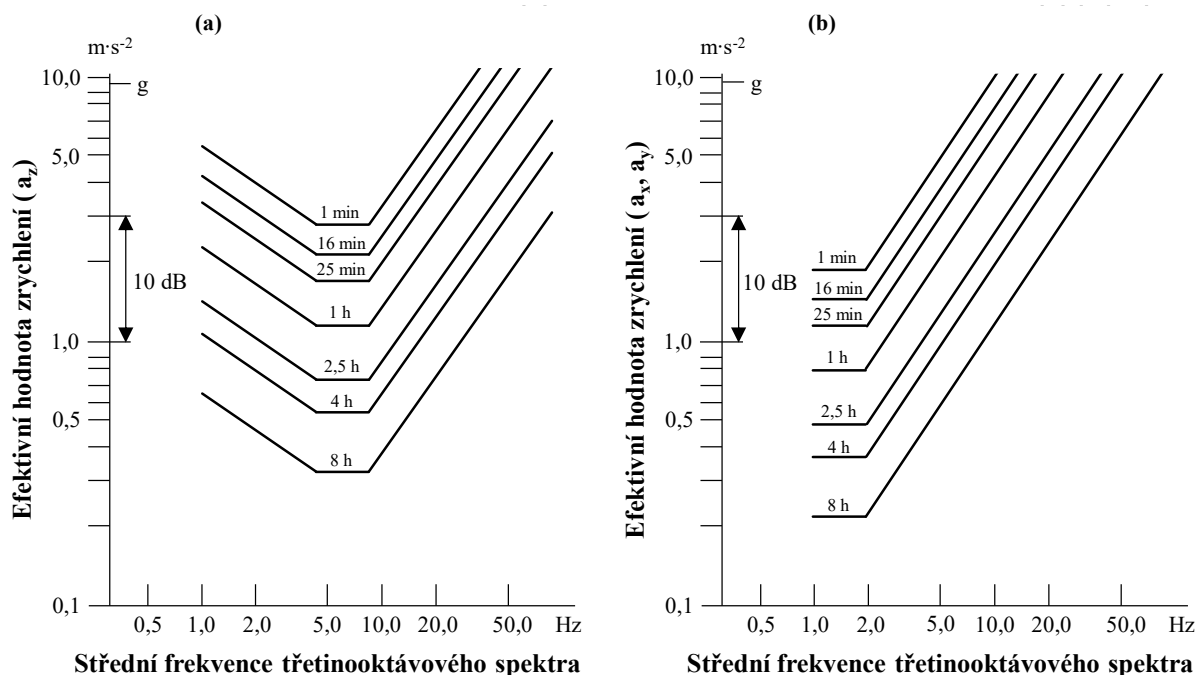 (a)
m·s-2
10,0
g
5,0
10 dB
1,0
0,5
0,1
1 min
16 min
25 min
1 h
2,5 h
4 h
8 h
0,5 1,0 2,0 5,0 10,0 20,0 50,0 Hz
Efektivní hodnota zrychlení ( az)
Střední frekvence třetinooktávového spektra
(b)
m·s-2
10,0
g
5,0
10 dB
1,0
0,5
0,1
1 min
16 min
25 min
1 h
2,5 h
4 h
8 h
0,5 1,0 2,0 5,0 10,0 20,0 50,0 Hz
Efektivní hodnota zrychlení ( ax, ay)
Střední frekvence třetinooktávového spektra